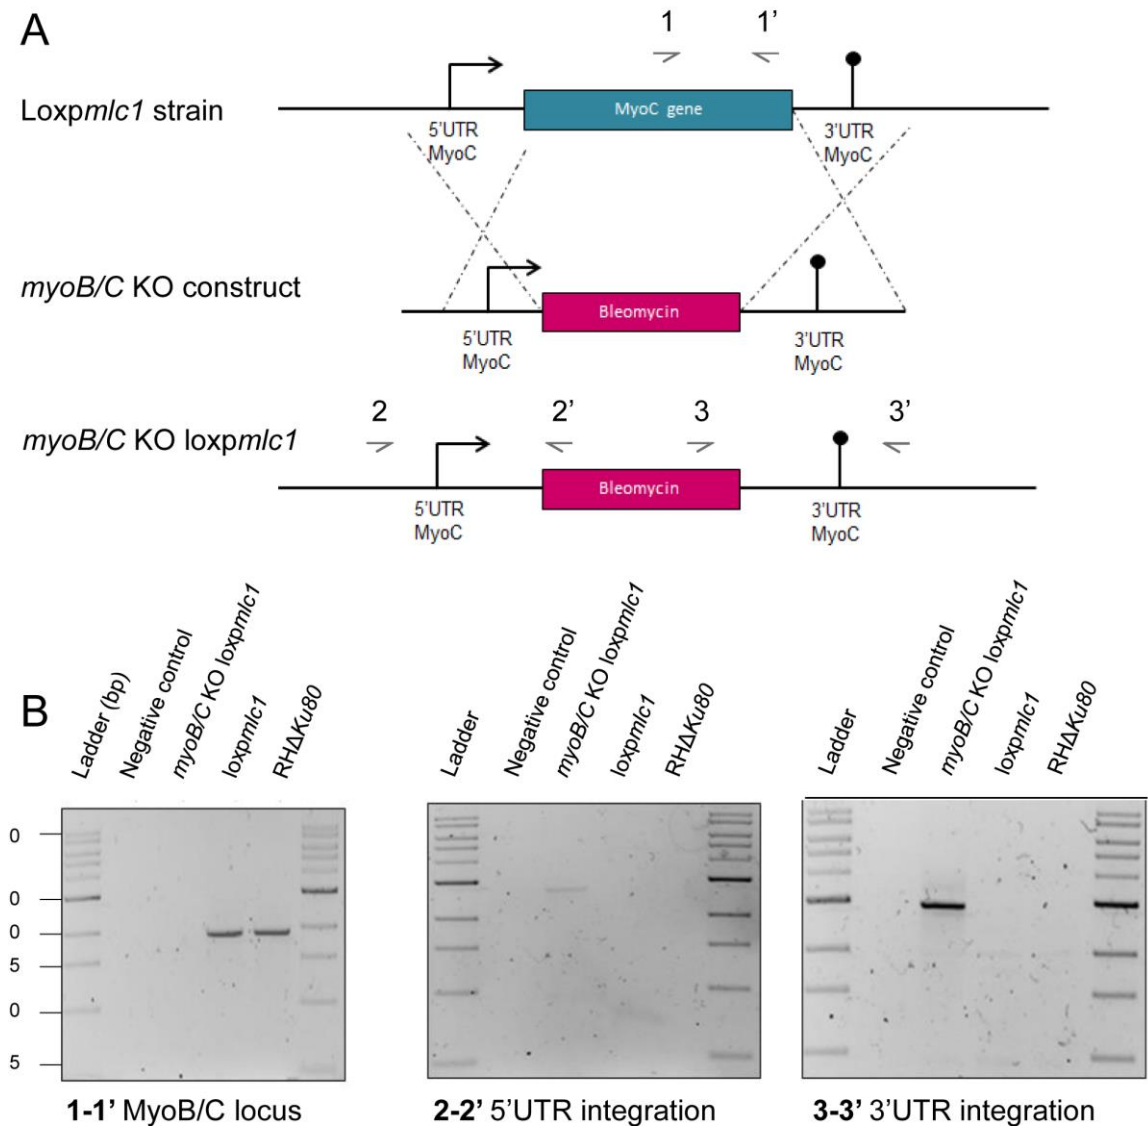 A
1 1'
Loxpmlc1 strain
MyoC gene
5'UTR
MyoC
3'UTR
MyoC
myoB/C KO construct
Bleomycin
5'UTR
MyoC
3'UTR
MyoC
2 2' 3 3'
myoB/C KO loxpmlc1
Bleomycin
5'UTR
MyoC
3'UTR
MyoC
B
Ladder (bp)
Negative control
myoB/C KO loxpmlc1
loxpmlc1
RHΔKu80
Ladder
Negative control
myoB/C KO loxpmlc1
loxpmlc1
RHΔKu80
Ladder
Negative control
myoB/C KO loxpmlc1
loxpmlc1
RHΔKu80
0
0
0
5
0
5
1-1' MyoB/C locus
2-2' 5'UTR integration
3-3' 3'UTR integration